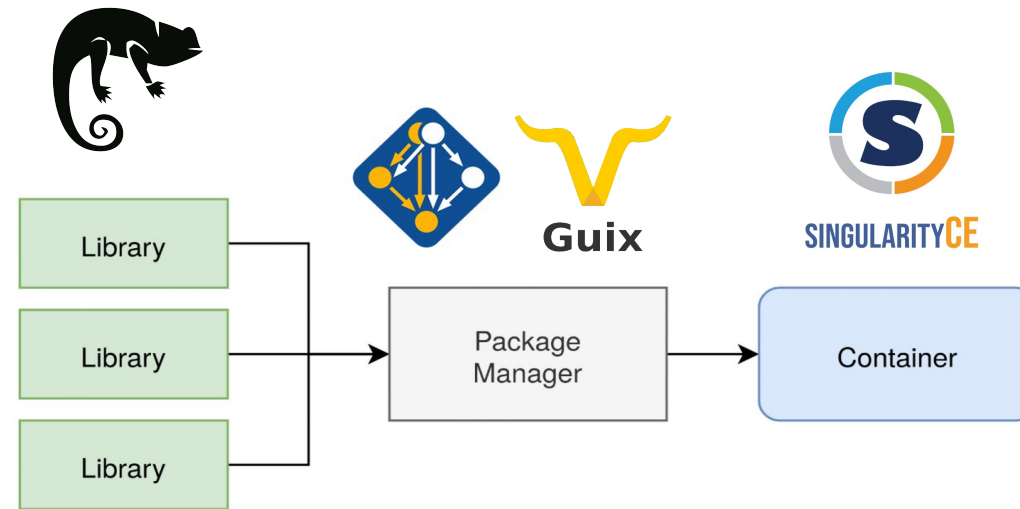 Guix
S
SINGULARITYCE
Library
Library
Library
Package
Manager
Container